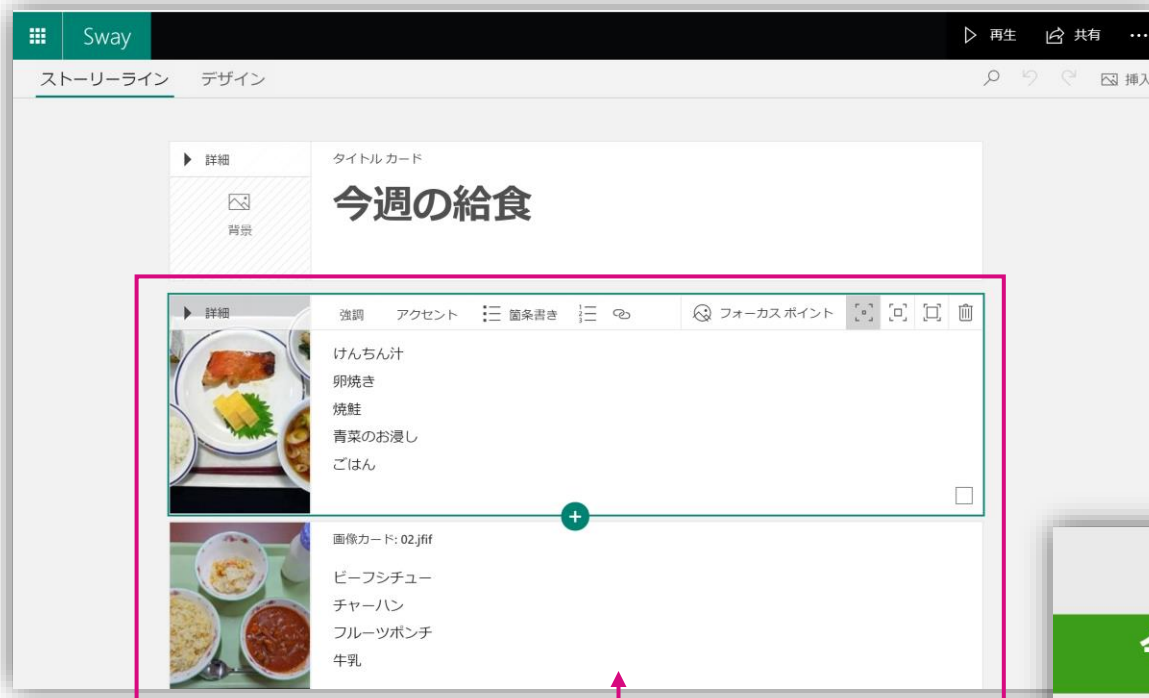 Sway
再生
共有
ストーリーライン
デザイン
挿入
詳細
タイトル カード
今週の給食
背景
詳細
強調
アクセント
箇条書き
フォーカス ポイント
けんちん汁
卵焼き
焼鮭
青菜のお浸し
ごはん
画像カード: 02.jfif
ビーフシチュー
チャーハン
フルーツポンチ
牛乳